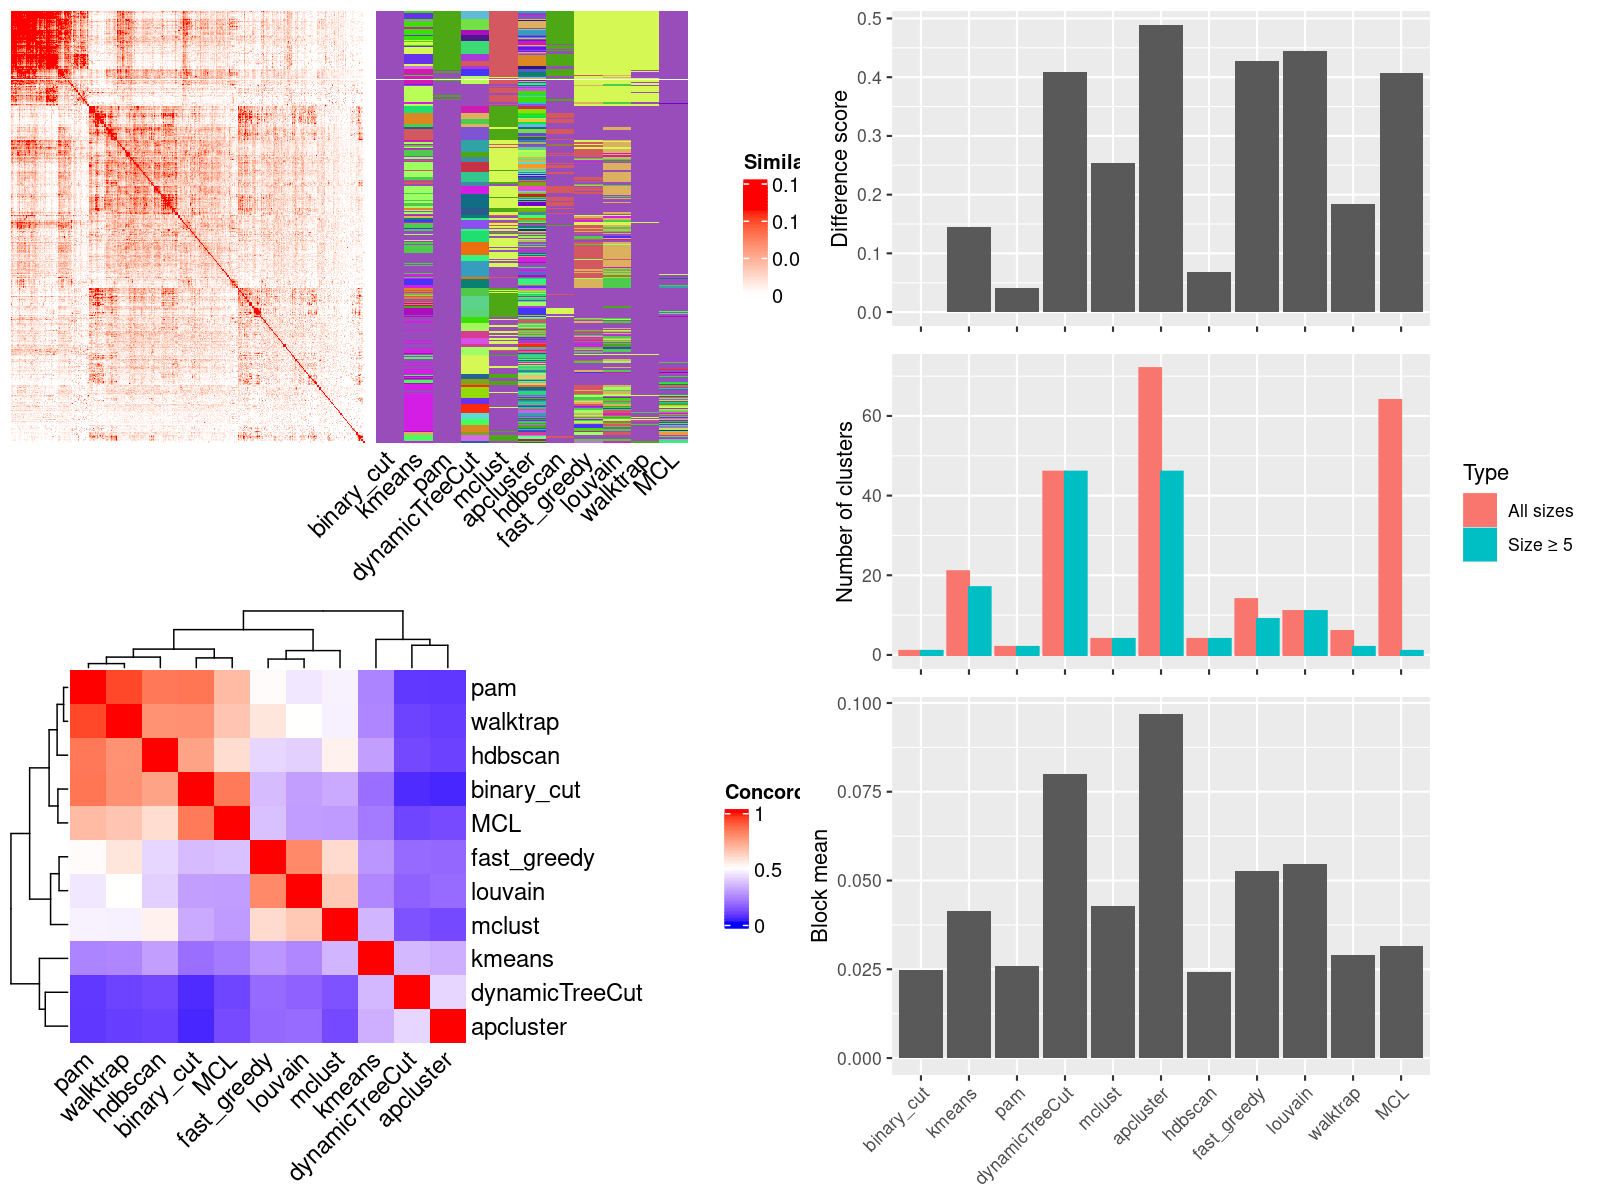 Simila
0.1
0.1
0.0
0
binary_cut
kmeans
pam
dynamicTreeCut
mclust
apcluster
hdbscan
fast_greedy
louvain
walktrap
MCL
pam
walktrap
hdbscan
binary_cut
MCL
fast_greedy
louvain
mclust
kmeans
dynamicTreeCut
apcluster
pam
walktrap
hdbscan
binary_cut
MCL
fast_greedy
louvain
mclust
kmeans
dynamicTreeCut
apcluster
Concord
1
0.5
0
Difference score
0.5
0.4
0.3
0.2
0.1
0.0
Number of clusters
60
40
20
0
Type
All sizes
Size ≥ 5
Block mean
0.100
0.075
0.050
0.025
0.000
binary_cut
kmeans
pam
dynamicTreeCut
mclust
apcluster
hdbscan
fast_greedy
louvain
walktrap
MCL